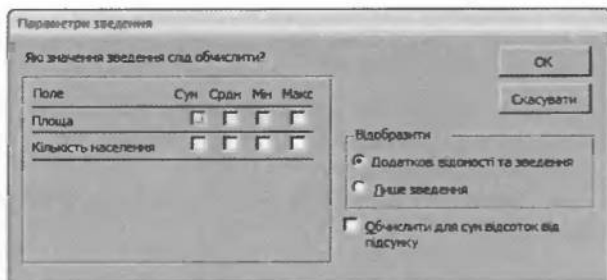 Параметри зведення
Які значення зведення слід обчислити?
Поле Сум Срдн Мін Макс
Площа
Кількість населення
ОК
Скасувати
Відобразити
Додаткові відомості та зведення
Лише зведення
Обчислити для сум відсоток від
підсумку